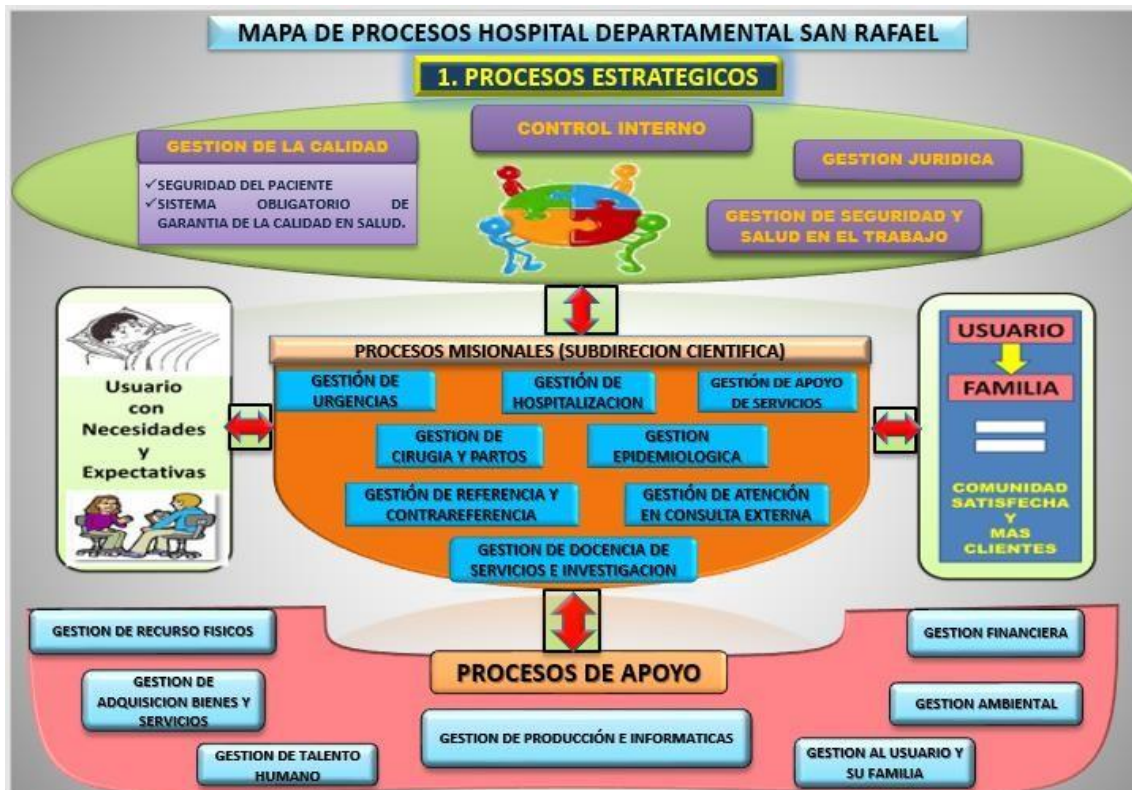 MAPA DE PROCESOS HOSPITAL DEPARTAMENTAL SAN RAFAEL
1. PROCESOS ESTRATEGICOS
CONTROL INTERNO
GESTION DE LA CALIDAD
✓SEGURIDAD DEL PACIENTE
✓SISTEMA OBLIGATORIO DE
GARANTIA DE LA CALIDAD EN SALUD.
GESTION JURIDICA
GESTION DE SEGURIDAD Y
SALUD EN EL TRABAJO
Usuario
con
Necesidades
y
Expectativas
PROCESOS MISIONALES (SUBDIRECION CIENTIFICA)
GESTIÓN DE
URGENCIAS
GESTIÓN DE
HOSPITALIZACION
GESTIÓN DE APOYO
DE SERVICIOS
GESTION DE
CIRUGIA Y PARTOS
GESTION
EPIDEMIOLOGICA
GESTIÓN DE REFERENCIA Y
CONTRAREFERENCIA
GESTIÓN DE ATENCIÓN
EN CONSULTA EXTERNA
GESTION DE DOCENCIA DE
SERVICIOS E INVESTIGACION
USUARIO
FAMILIA
COMUNIDAD
SATISFECHA
Y
MAS
CLIENTES
PROCESOS DE APOYO
GESTION DE RECURSO FISICOS
GESTION DE
ADQUISICION BIENES Y
SERVICIOS
GESTION DE TALENTO
HUMANO
GESTION DE PRODUCCIÓN E INFORMATICAS
GESTION FINANCIERA
GESTION AMBIENTAL
GESTION AL USUARIO Y
SU FAMILIA